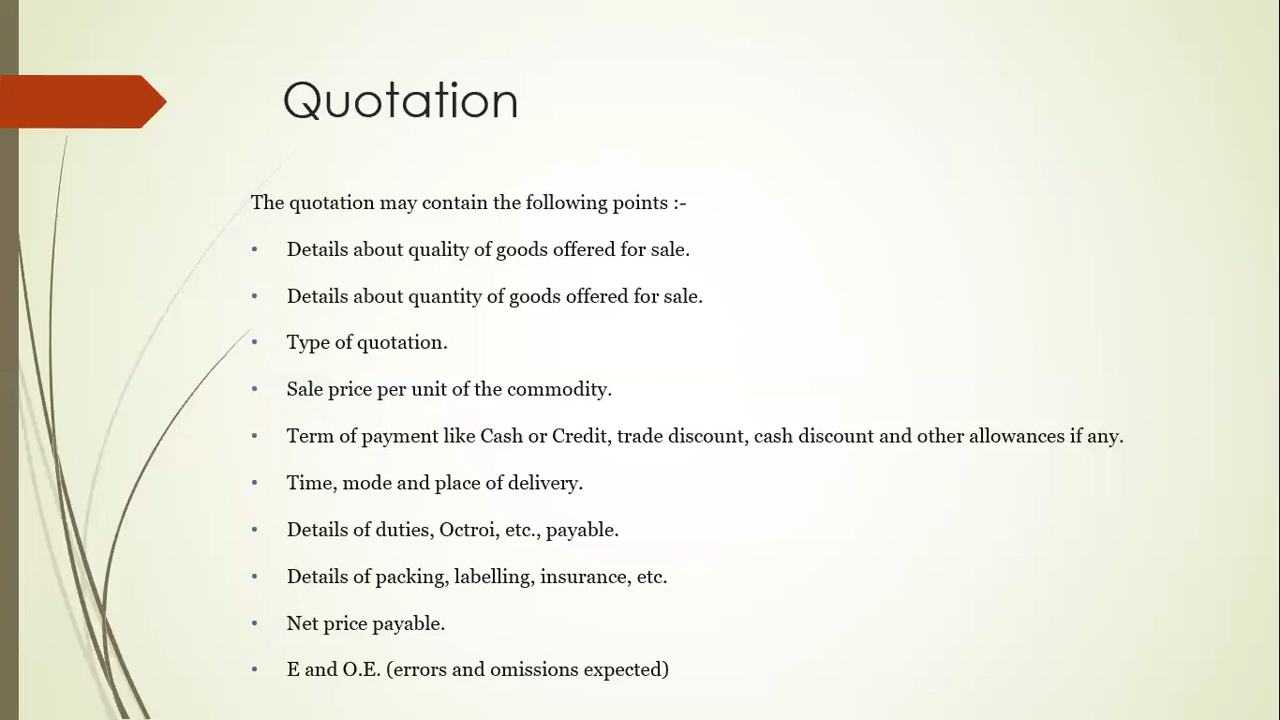 Quotation
The quotation may contain the following points :-
• Details about quality of goods offered for sale.
• Details about quantity of goods offered for sale.
• Type of quotation.
• Sale price per unit of the commodity.
• Term of payment like Cash or Credit, trade discount, cash discount and other allowances if any.
• Time, mode and place of delivery.
• Details of duties, Octroi, etc., payable.
• Details of packing, labelling, insurance, etc.
• Net price payable.
• E and O.E. (errors and omissions expected)